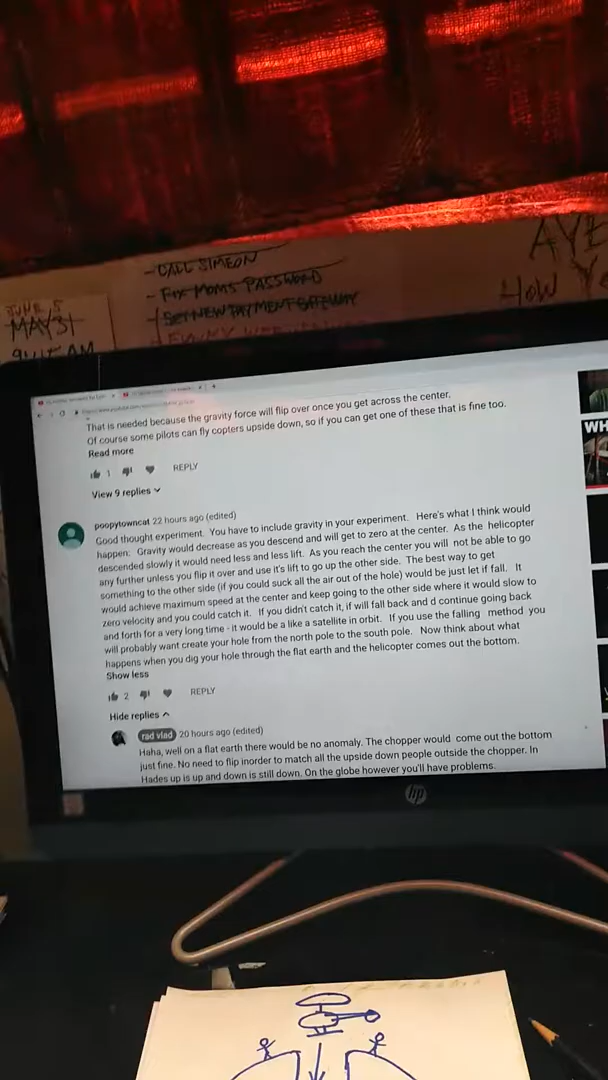 - CALL SIMEON
- FIX MOMS PASSWORD
- SET NEW PAYMENT GATEWAY
AYE
HOW YO
JUNE 5
MAY 31
AM
That is needed because the gravity force will flip over once you get across the center.
Of course some pilots can fly copters upside down, so if you can get one of these that is fine too.
Read more
1 REPLY
View 9 replies
WH
poopytowncat 22 hours ago (edited)
Good thought experiment. You have to include gravity in your experiment. Here's what I think would
happen: Gravity would decrease as you descend and will get to zero at the center. As the helicopter
descended slowly it would need less and less lift. As you reach the center you will not be able to go
any further unless you flip it over and use it's lift to go up the other side. The best way to get
something to the other side (if you could suck all the air out of the hole) would be just let if fall. It
would achieve maximum speed at the center and keep going to the other side where it would slow to
zero velocity and you could catch it. If you didn't catch it, if will fall back and d continue going back
and forth for a very long time - it would be a like a satellite in orbit. If you use the falling method you
will probably want create your hole from the north pole to the south pole. Now think about what
happens when you dig your hole through the flat earth and the helicopter comes out the bottom.
Show less
2 REPLY
Hide replies
rad vlad 20 hours ago (edited)
Haha, well on a flat earth there would be no anomaly. The chopper would come out the bottom
just fine. No need to flip inorder to match all the upside down people outside the chopper. In
Hades up is up and down is still down. On the globe however you'll have problems.
hp